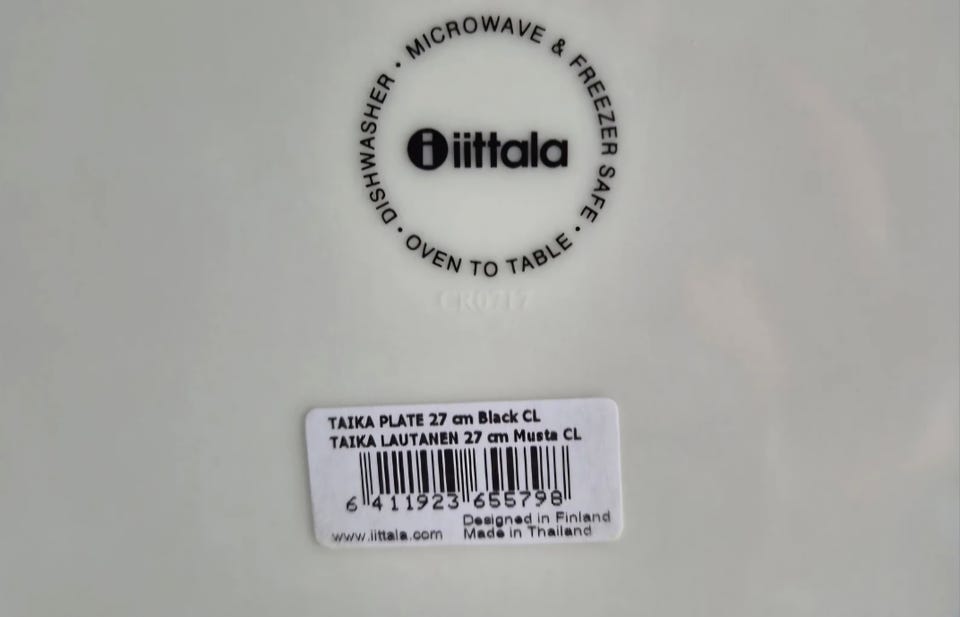 DISHWASHER • MICROWAVE & FREEZER SAFE • OVEN TO TABLE •
i iittala
CR0717
TAIKA PLATE 27 cm Black CL
TAIKA LAUTANEN 27 cm Musta CL
6 411923 655798
Designed in Finland
www.iittala.com Made in Thailand